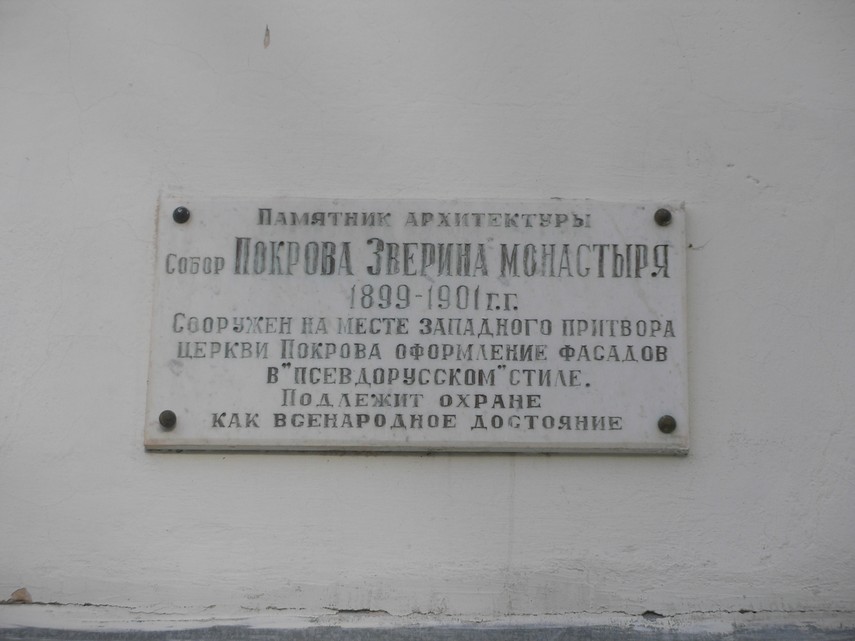 Памятник архитектуры
Собор Покрова Зверина монастыря
1899-1901 г.г.
Сооружен на месте западного притвора
церкви Покрова оформление фасадов
в "псевдорусском" стиле.
Подлежит охране
как всенародное достояние